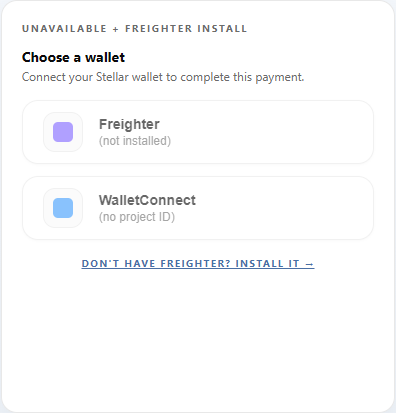 UNAVAILABLE + FREIGHTER INSTALL
Choose a wallet
Connect your Stellar wallet to complete this payment.
Freighter
(not installed)
WalletConnect
(no project ID)
DON'T HAVE FREIGHTER? INSTALL IT →